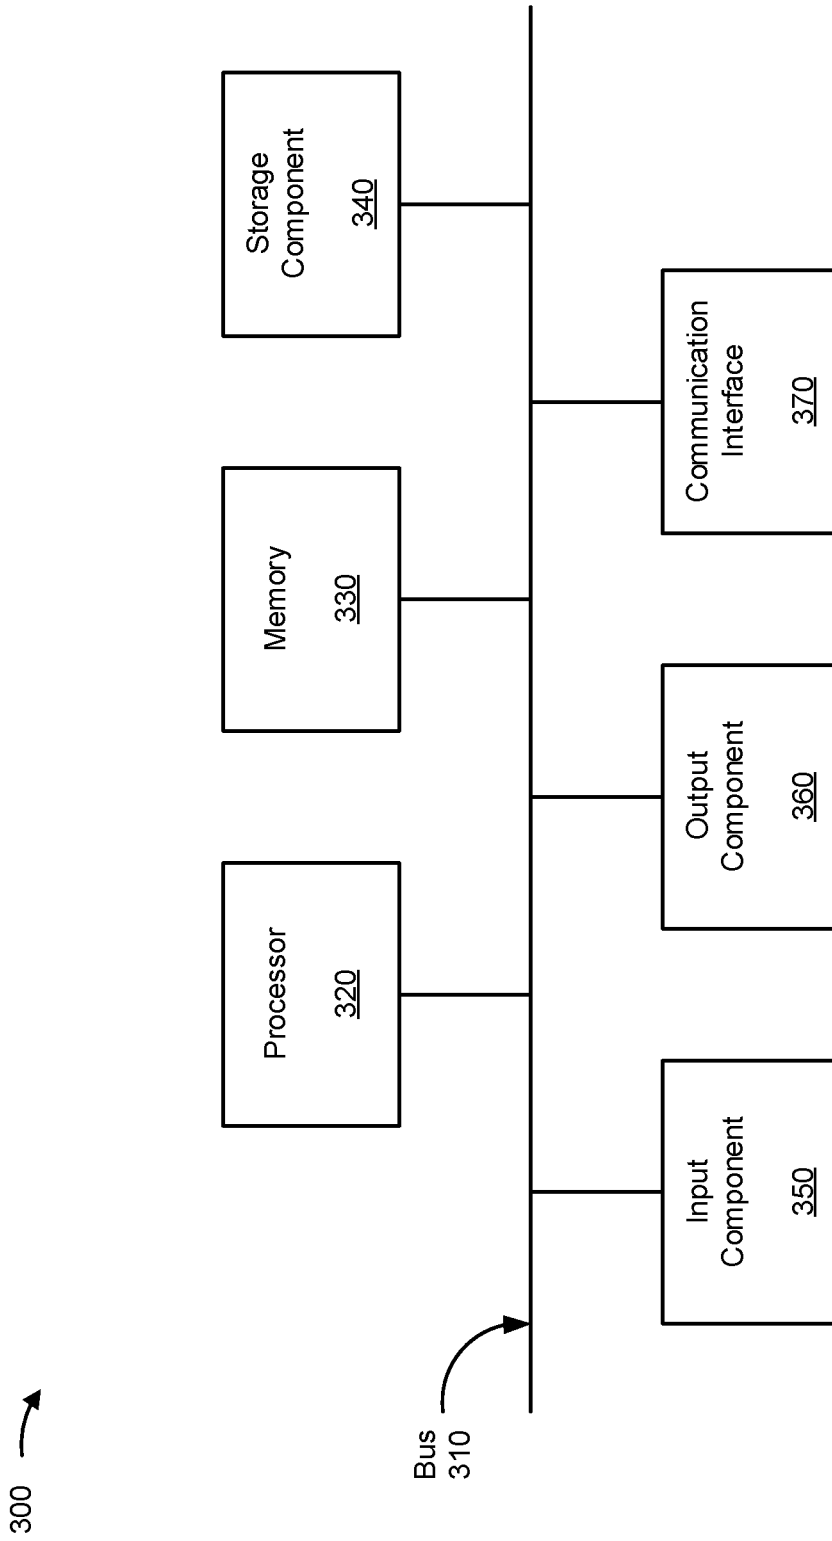 300
Bus
310
Processor
320
Memory
330
Storage
Component
340
Input
Component
350
Output
Component
360
Communication
Interface
370